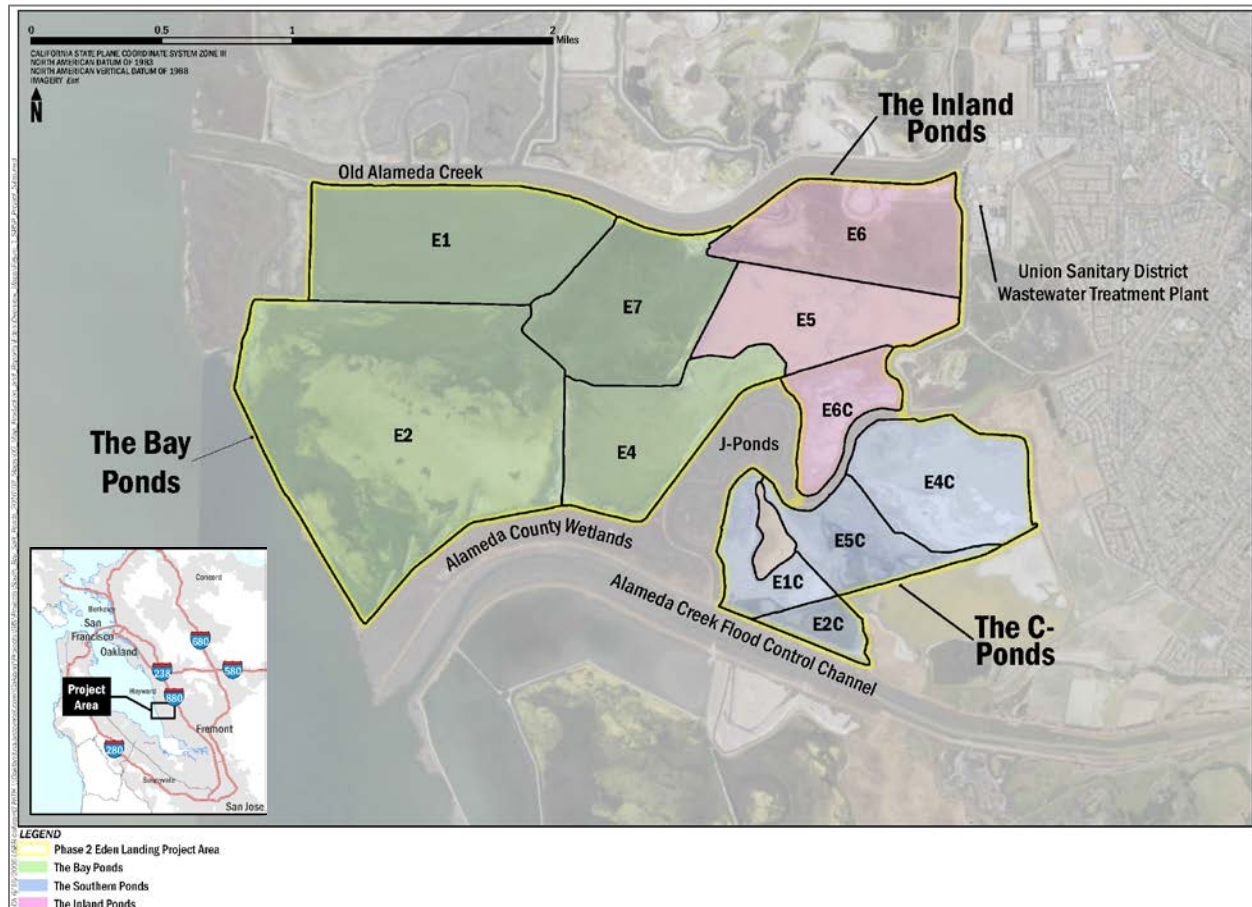 0 0.5 1 2
Miles
CALIFORNIA STATE PLANE COORDINATE SYSTEM ZONE III
NORTH AMERICAN DATUM OF 1983
NORTH AMERICAN VERTICAL DATUM OF 1988
IMAGERY Esri
N
The Inland
Ponds
Old Alameda Creek
E1
E6
Union Sanitary District
Wastewater Treatment Plant
E7
E5
E6C
The Bay
Ponds
E2
E4
J-Ponds
E4C
E5C
Alameda County Wetlands
E1C
E2C
Alameda Creek Flood Control Channel
The C-
Ponds
Concord
Berkeley
San
Francisco
Oakland
680
238
580
Hayward
880
Project
Area
Fremont
280
Sunnyvale
San Jose
LEGEND
Phase 2 Eden Landing Project Area
The Bay Ponds
The Southern Ponds
The Inland Ponds